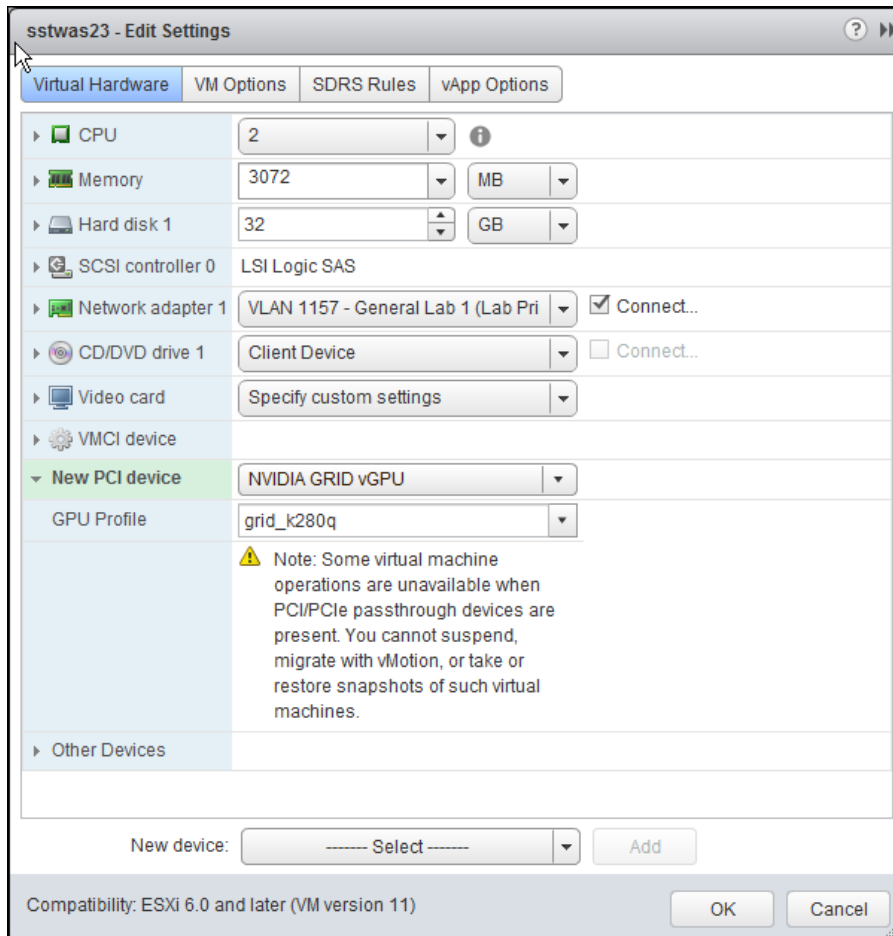 sstwas23 - Edit Settings
Virtual Hardware VM Options SDRS Rules vApp Options
CPU 2
Memory 3072 MB
Hard disk 1 32 GB
SCSI controller 0 LSI Logic SAS
Network adapter 1 VLAN 1157 - General Lab 1 (Lab Pri Connect...
CD/DVD drive 1 Client Device Connect...
Video card Specify custom settings
VMCI device
New PCI device NVIDIA GRID vGPU
GPU Profile grid_k280q
Note: Some virtual machine
operations are unavailable when
PCI/PCIe passthrough devices are
present. You cannot suspend,
migrate with vMotion, or take or
restore snapshots of such virtual
machines.
Other Devices
New device: ------- Select ------- Add
Compatibility: ESXi 6.0 and later (VM version 11) OK Cancel